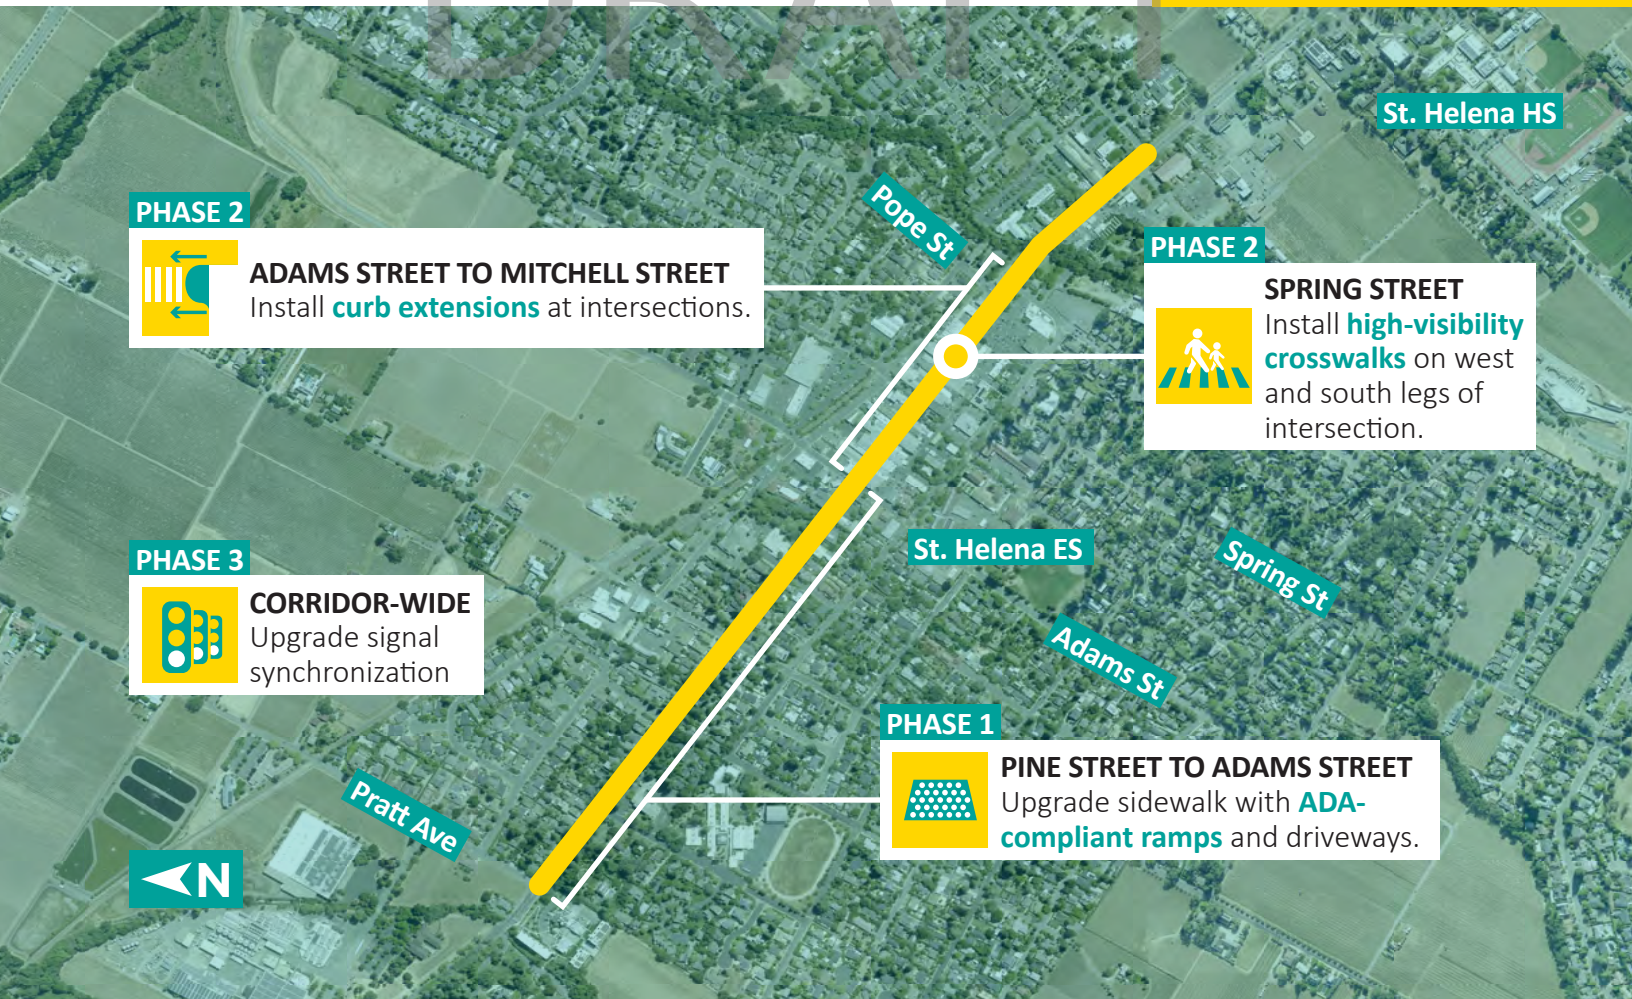 DRAFT
St. Helena HS
Pope St
PHASE 2
ADAMS STREET TO MITCHELL STREET
Install curb extensions at intersections.
PHASE 2
SPRING STREET
Install high-visibility
crosswalks on west
and south legs of
intersection.
St. Helena ES
Spring St
Adams St
PHASE 3
CORRIDOR-WIDE
Upgrade signal
synchronization
PHASE 1
PINE STREET TO ADAMS STREET
Upgrade sidewalk with ADA-
compliant ramps and driveways.
Pratt Ave
N